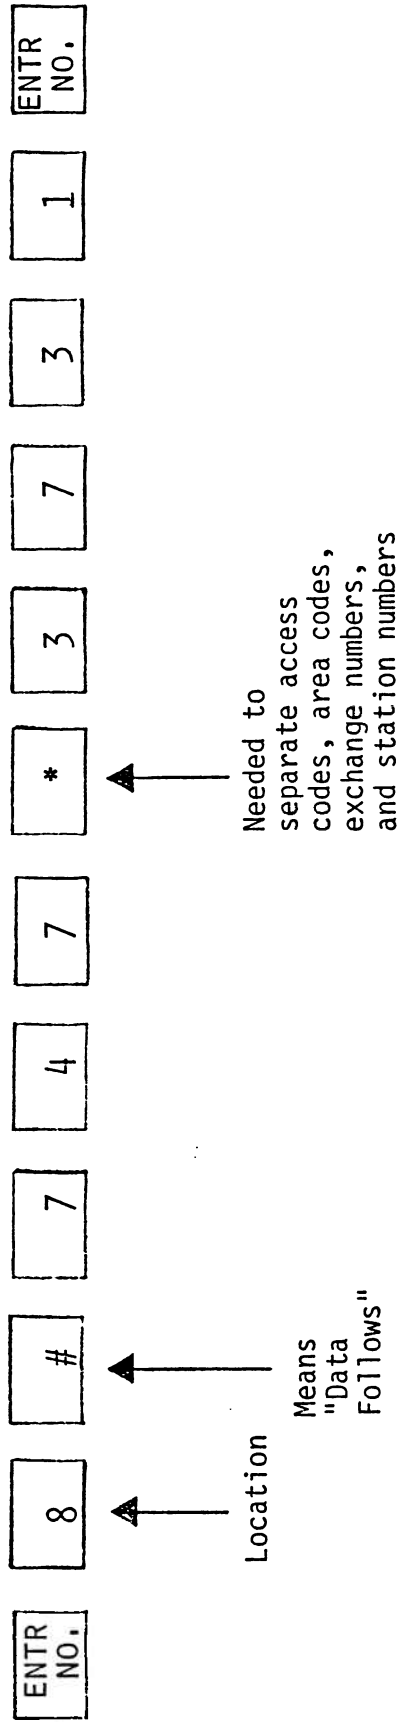 ENTR
NO.
8
#
7
4
7
*
3
7
3
1
ENTR
NO.
Location
Means
"Data
Follows"
Needed to
separate access
codes, area codes,
exchange numbers,
and station numbers